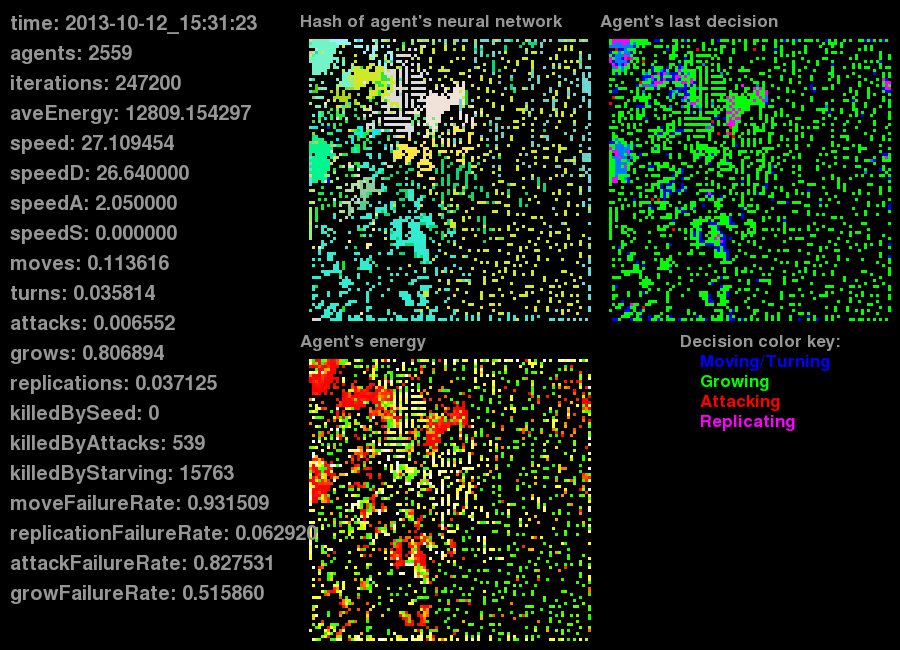 time: 2013-10-12_15:31:23
agents: 2559
iterations: 247200
aveEnergy: 12809.154297
speed: 27.109454
speedD: 26.640000
speedA: 2.050000
speedS: 0.000000
moves: 0.113616
turns: 0.035814
attacks: 0.006552
grows: 0.806894
replications: 0.037125
killedBySeed: 0
killedByAttacks: 539
killedByStarving: 15763
moveFailureRate: 0.931509
replicationFailureRate: 0.062920
attackFailureRate: 0.827531
growFailureRate: 0.515860
Hash of agent's neural network
Agent's last decision
Agent's energy
Decision color key:
Moving/Turning
Growing
Attacking
Replicating